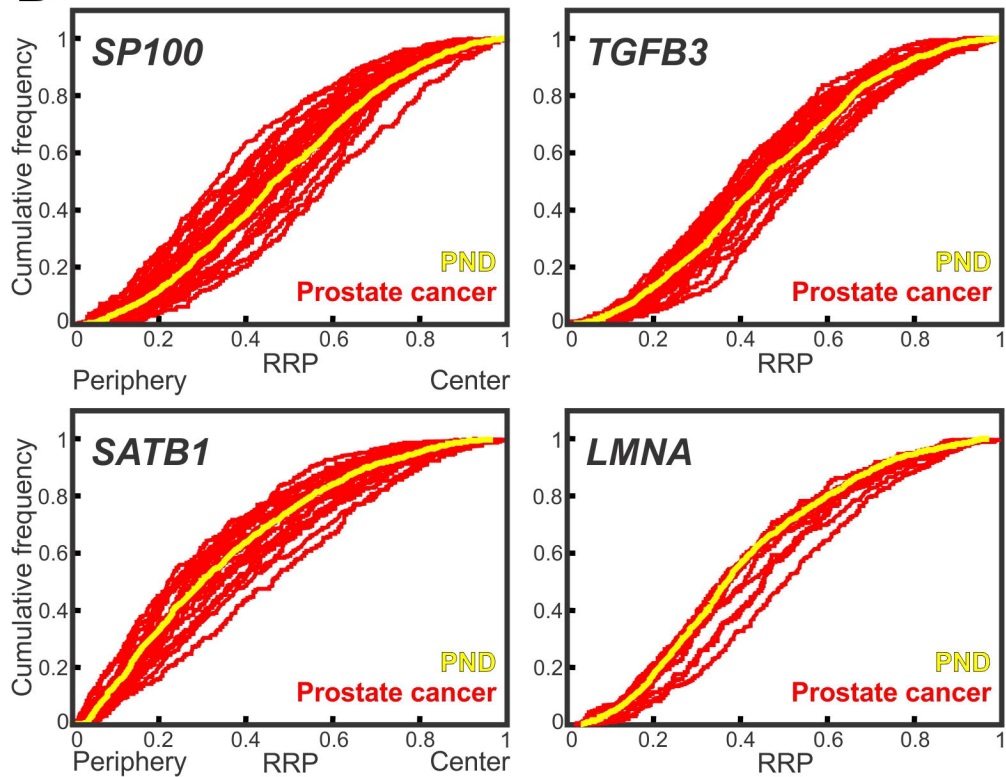 SP100
Cumulative frequency
1
0.8
0.6
0.4
0.2
0
PND
Prostate cancer
0 0.2 0.4 0.6 0.8 1
RRP
Periphery Center
TGFB3
1
0.8
0.6
0.4
0.2
0
PND
Prostate cancer
0 0.2 0.4 0.6 0.8 1
RRP
SATB1
Cumulative frequency
1
0.8
0.6
0.4
0.2
0
PND
Prostate cancer
0 0.2 0.4 0.6 0.8 1
Periphery RRP Center
LMNA
1
0.8
0.6
0.4
0.2
0
PND
Prostate cancer
0 0.2 0.4 0.6 0.8 1
RRP